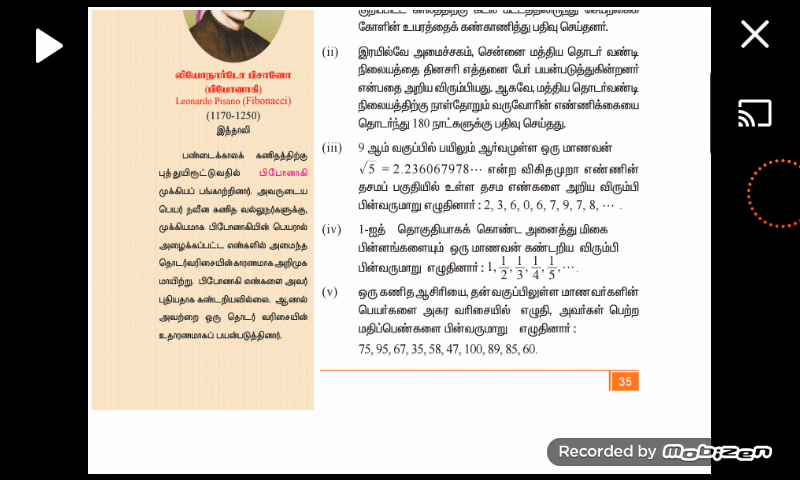 லியோநார்டோ பிசானோ
(பிபோனாகி)
Leonardo Pisano (Fibonacci)
(1170-1250)
இத்தாலி
பண்டைக்காலக் கணிதத்திற்கு
புத்துயிரூட்டுவதில் பிபோனாகி
முக்கியப் பங்காற்றினார். அவருடைய
பெயர் நவீன கணித வல்லுநர்களுக்கு,
முக்கியமாக பிபோனாகியின் பெயரால்
அழைக்கப்பட்ட எண்களில் அமைந்த
தொடர்வரிசையின்காரணமாக அறிமுக
மாயிற்று. பிபோனாகி எண்களை அவர்
புதியதாக கண்டறியவில்லை. ஆனால்
அவற்றை ஒரு தொடர் வரிசையின்
உதாரணமாகப் பயன்படுத்தினார்.
கோளின் உயரத்தைக் கண்காணித்து பதிவு செய்தனர்.
(ii) இரயில்வே அமைச்சகம், சென்னை மத்திய தொடர் வண்டி
நிலையத்தை தினசரி எத்தனை பேர் பயன்படுத்துகின்றனர்
என்பதை அறிய விரும்பியது. ஆகவே, மத்திய தொடர்வண்டி
நிலையத்திற்கு நாள்தோறும் வருவோரின் எண்ணிக்கையை
தொடர்ந்து 180 நாட்களுக்கு பதிவு செய்தது.
(iii) 9 ஆம் வகுப்பில் பயிலும் ஆர்வமுள்ள ஒரு மாணவன்
√5 = 2.236067978⋯ என்ற விகிதமுறா எண்ணின்
தசமப் பகுதியில் உள்ள தசம எண்களை அறிய விரும்பி
பின்வருமாறு எழுதினார் : 2, 3, 6, 0, 6, 7, 9, 7, 8, ⋯ .
(iv) 1-ஐத் தொகுதியாகக் கொண்ட அனைத்து மிகை
பின்னங்களையும் ஒரு மாணவன் கண்டறிய விரும்பி
பின்வருமாறு எழுதினார் : 1, 1/2, 1/3, 1/4, 1/5, ⋯ .
(v) ஒரு கணித ஆசிரியை, தன் வகுப்பிலுள்ள மாணவர்களின்
பெயர்களை அகர வரிசையில் எழுதி, அவர்கள் பெற்ற
மதிப்பெண்களை பின்வருமாறு எழுதினார் :
75, 95, 67, 35, 58, 47, 100, 89, 85, 60.
35
Recorded by mobizen